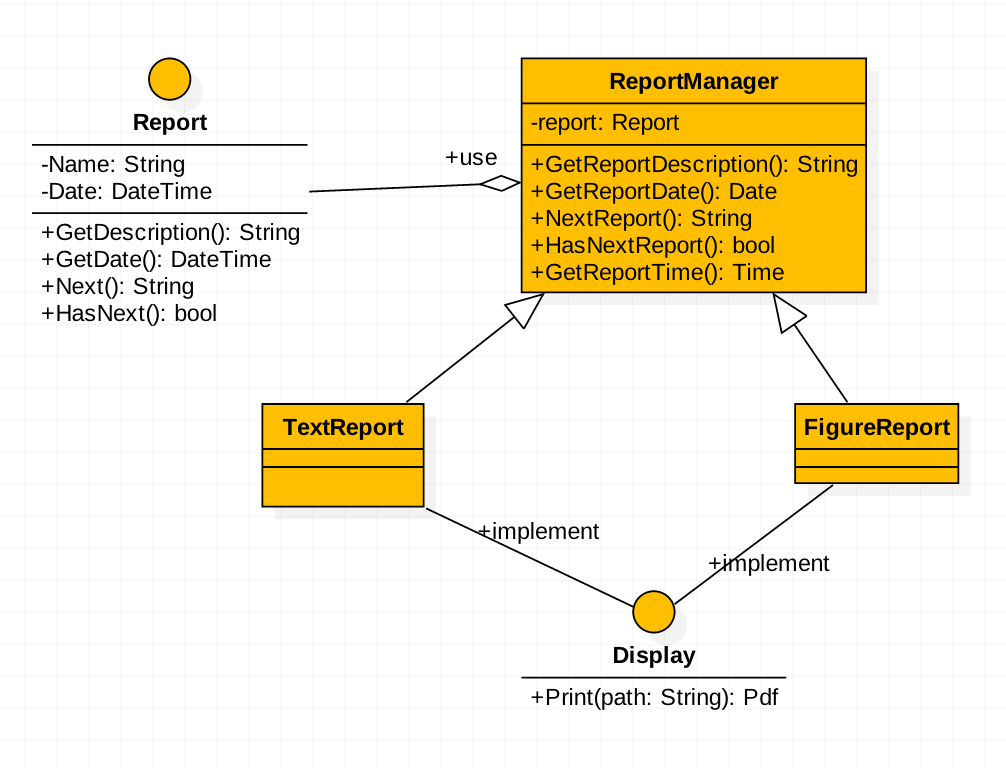 Report
-Name: String
-Date: DateTime
+GetDescription(): String
+GetDate(): DateTime
+Next(): String
+HasNext(): bool
+use
ReportManager
-report: Report
+GetReportDescription(): String
+GetReportDate(): Date
+NextReport(): String
+HasNextReport(): bool
+GetReportTime(): Time
TextReport
FigureReport
+implement
+implement
Display
+Print(path: String): Pdf